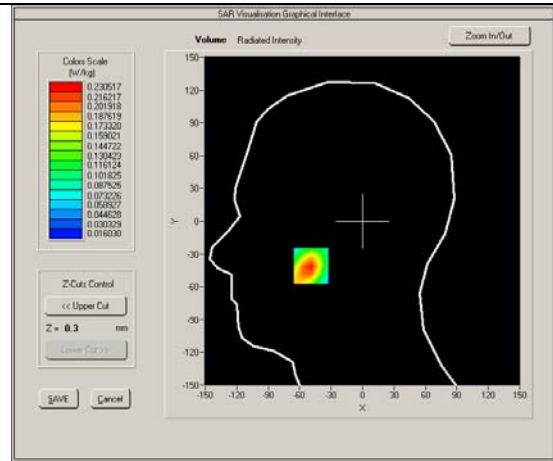 SAR Visualisation Graphical Interface
Volume Radiated Intensity
Zoom In/Out
Colors Scale
(W/kg)
0.230517
0.216217
0.201918
0.187619
0.173320
0.159021
0.144722
0.130423
0.116124
0.101825
0.087526
0.073226
0.058927
0.044628
0.030329
0.016030
Z-Cuts Control
<< Upper Cut
Z = 0.3 mm
Lower Cut >>
SAVE
Cancel
150
120
90
60
30
0
-30
-60
-90
-120
-150
Y
-150 -120 -90 -60 -30 0 30 60 90 120 150
X